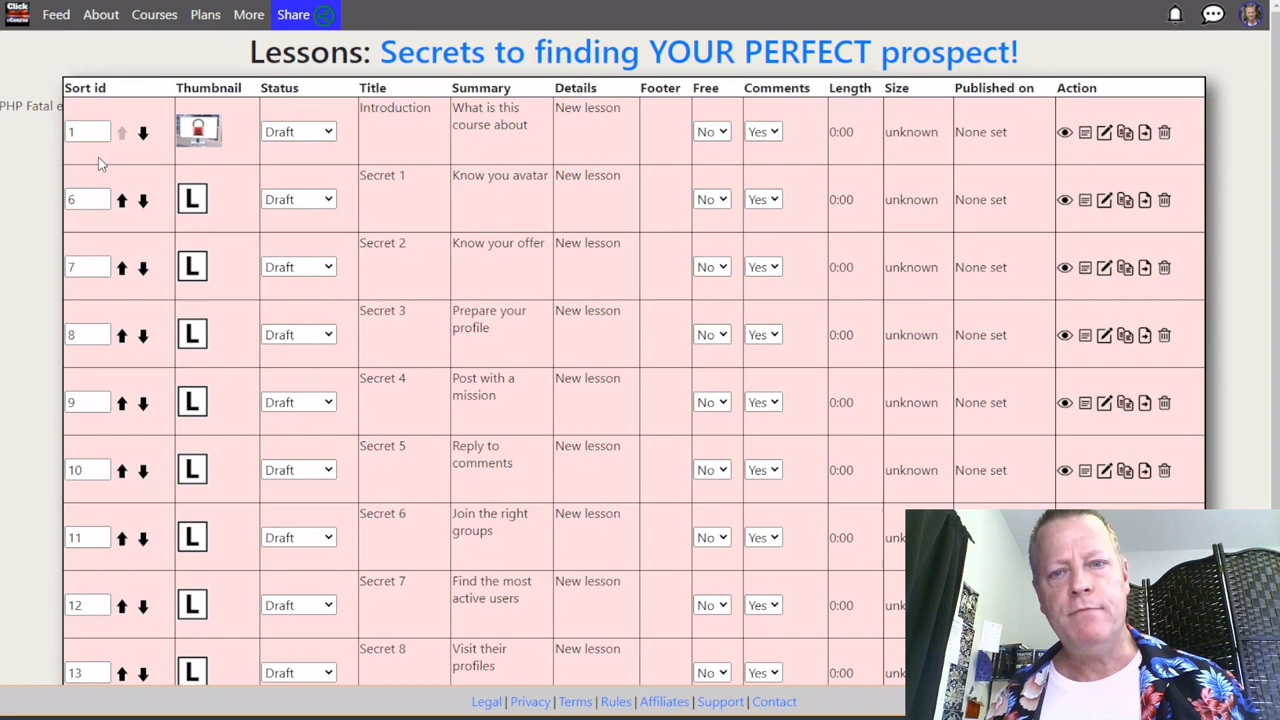 Click
eCourse
Feed About Courses Plans More Share
Lessons: Secrets to finding YOUR PERFECT prospect!
PHP Fatal e
Sort id Thumbnail Status Title Summary Details Footer Free Comments Length Size Published on Action
1 Draft Introduction What is this course about New lesson No Yes 0:00 unknown None set
6 L Draft Secret 1 Know you avatar New lesson No Yes 0:00 unknown None set
7 L Draft Secret 2 Know your offer New lesson No Yes 0:00 unknown None set
8 L Draft Secret 3 Prepare your profile New lesson No Yes 0:00 unknown None set
9 L Draft Secret 4 Post with a mission New lesson No Yes 0:00 unknown None set
10 L Draft Secret 5 Reply to comments New lesson No Yes 0:00 unknown None set
11 L Draft Secret 6 Join the right groups New lesson No Yes 0:00 unk
12 L Draft Secret 7 Find the most active users New lesson No Yes 0:00 unk
13 L Draft Secret 8 Visit their profiles New lesson No Yes 0:00 unk
Legal | Privacy | Terms | Rules | Affiliates | Support | Contact